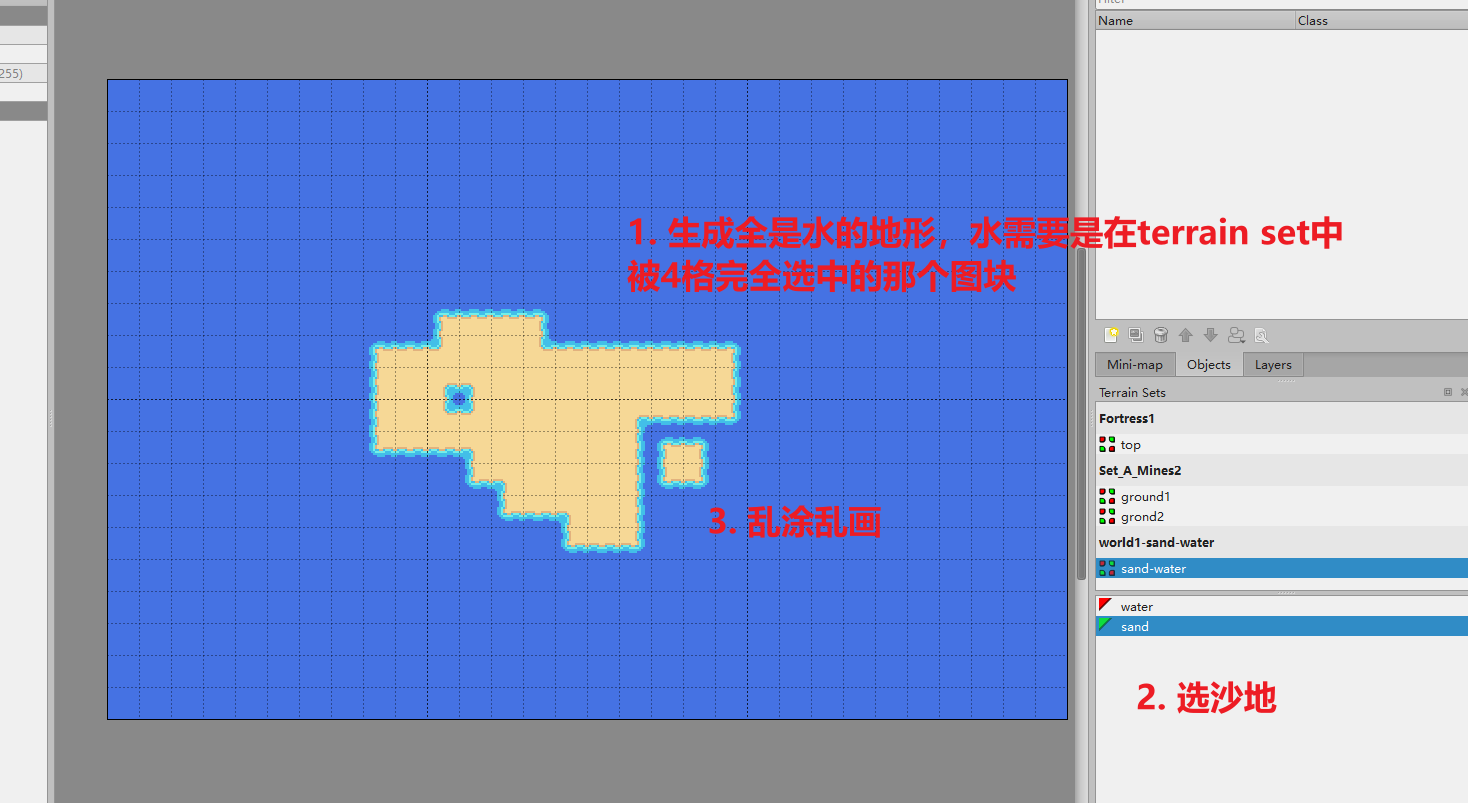 255)
Name
Class
1. 生成全是水的地形，水需要是在terrain set中
被4格完全选中的那个图块
Mini-map
Objects
Layers
Terrain Sets
Fortress1
top
Set_A_Mines2
ground1
grond2
3. 乱涂乱画
world1-sand-water
sand-water
water
sand
2. 选沙地